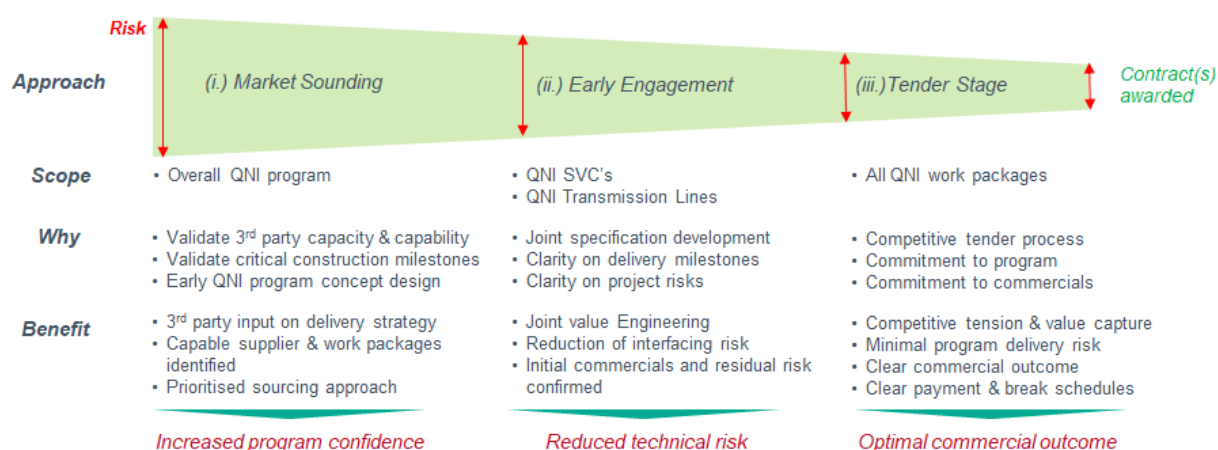 Risk
Approach
(i.) Market Sounding
(ii.) Early Engagement
(iii.)Tender Stage
Contract(s)
awarded
Scope
• Overall QNI program
• QNI SVC's
• QNI Transmission Lines
• All QNI work packages
Why
• Validate 3rd party capacity & capability
• Validate critical construction milestones
• Early QNI program concept design
• Joint specification development
• Clarity on delivery milestones
• Clarity on project risks
• Competitive tender process
• Commitment to program
• Commitment to commercials
Benefit
• 3rd party input on delivery strategy
• Capable supplier & work packages
identified
• Prioritised sourcing approach
• Joint value Engineering
• Reduction of interfacing risk
• Initial commercials and residual risk
confirmed
• Competitive tension & value capture
• Minimal program delivery risk
• Clear commercial outcome
• Clear payment & break schedules
Increased program confidence
Reduced technical risk
Optimal commercial outcome